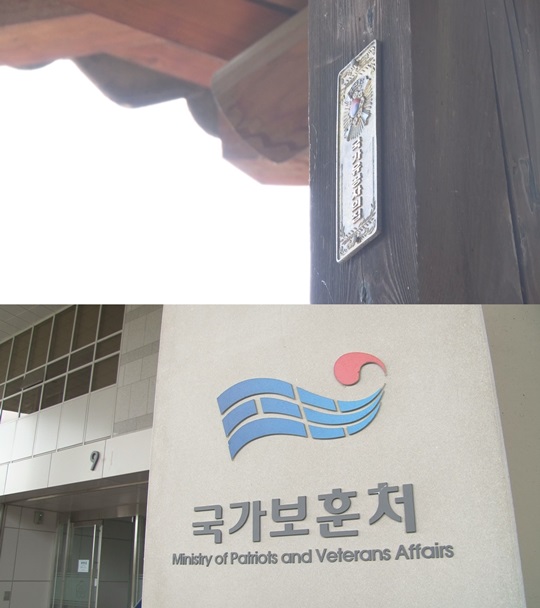 9
국가보훈처
Ministry of Patriots and Veterans Affairs